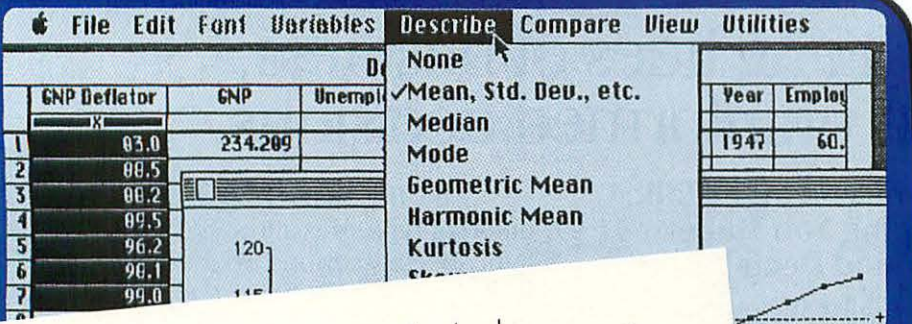 File Edit Font Variables Describe Compare View Utilities
None
✓Mean, Std. Dev., etc.
Median
Mode
Geometric Mean
Harmonic Mean
Kurtosis
GNP Deflator GNP Year Employ
X
1 83.0 234.289 1947 60.
2 88.5
3 88.2
4 89.5
5 96.2
6 98.1
7 99.0
120